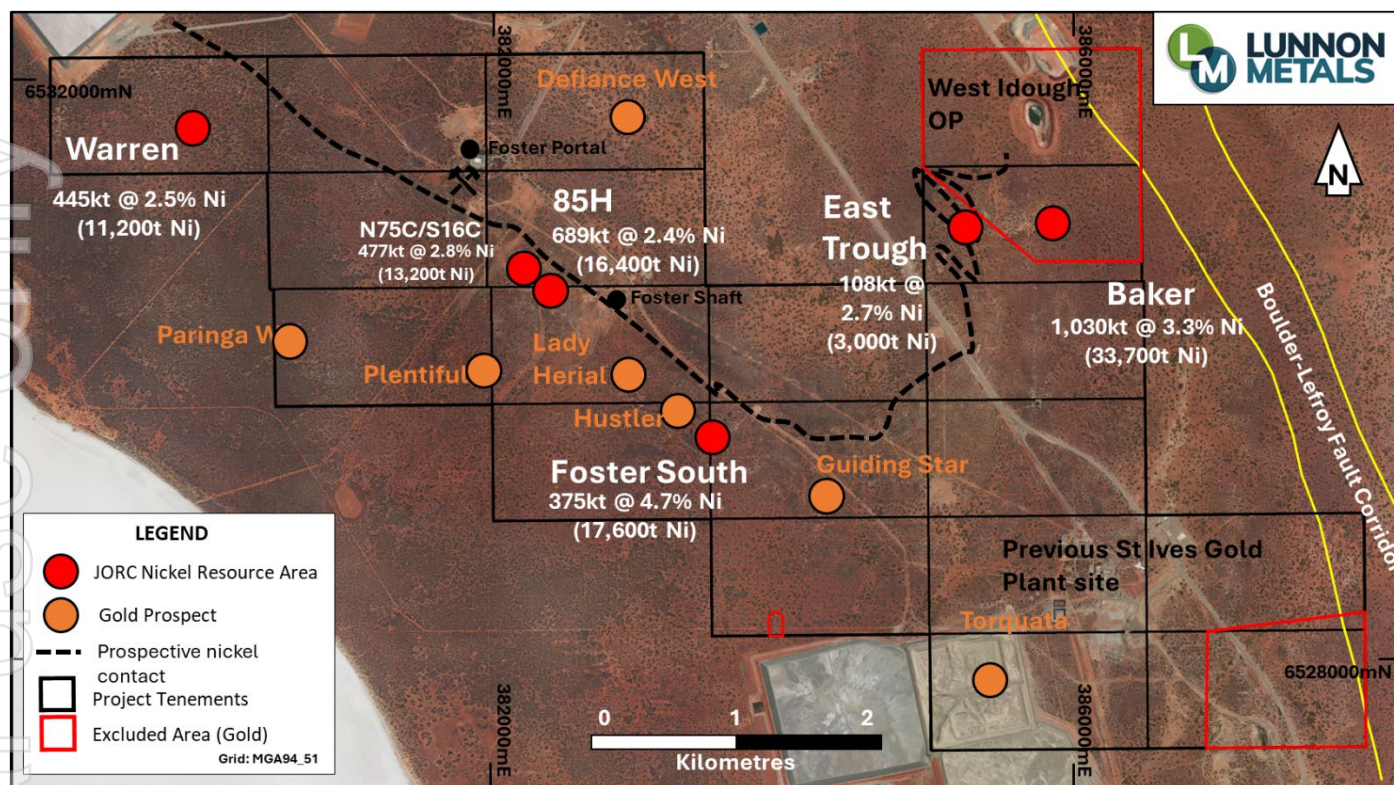 LM LUNNON
METALS
382000mE
386000mE
6532000mN
Defiance West
West Idough
OP
Foster Portal
N
Warren
445kt @ 2.5% Ni
(11,200t Ni)
85H
689kt @ 2.4% Ni
(16,400t Ni)
N75C/S16C
477kt @ 2.8% Ni
(13,200t Ni)
East
Trough
108kt @
2.7% Ni
(3,000t Ni)
Foster Shaft
Baker
1,030kt @ 3.3% Ni
(33,700t Ni)
Boulder-Lefroy Fault Corridor
Paringa W
Plentiful
Lady
Herial
Hustler
Foster South
375kt @ 4.7% Ni
(17,600t Ni)
Guiding Star
Previous St Ives Gold
Plant site
Torquata
6528000mN
LEGEND
JORC Nickel Resource Area
Gold Prospect
Prospective nickel
contact
Project Tenements
Excluded Area (Gold)
Grid: MGA94_51
382000mE
386000mE
0 1 2
Kilometres